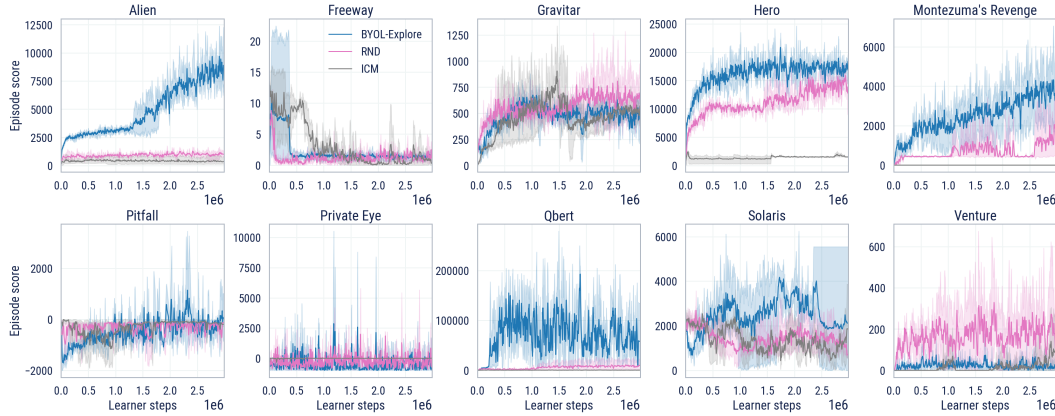 Alien
Freeway
Gravitar
Hero
Montezuma's Revenge
Episode score
12500
10000
7500
5000
2500
0
20
15
10
5
0
BYOL-Explore
RND
ICM
1250
1000
750
500
250
0
25000
20000
15000
10000
5000
0
6000
4000
2000
0
0.0 0.5 1.0 1.5 2.0 2.5
1e6
0.0 0.5 1.0 1.5 2.0 2.5
1e6
0.0 0.5 1.0 1.5 2.0 2.5
1e6
0.0 0.5 1.0 1.5 2.0 2.5
1e6
0.0 0.5 1.0 1.5 2.0 2.5
1e6
Pitfall
Private Eye
Qbert
Solaris
Venture
Episode score
2000
0
−2000
10000
7500
5000
2500
0
200000
100000
0
6000
4000
2000
0
600
400
200
0
0.0 0.5 1.0 1.5 2.0 2.5
Learner steps 1e6
0.0 0.5 1.0 1.5 2.0 2.5
Learner steps 1e6
0.0 0.5 1.0 1.5 2.0 2.5
Learner steps 1e6
0.0 0.5 1.0 1.5 2.0 2.5
Learner steps 1e6
0.0 0.5 1.0 1.5 2.0 2.5
Learner steps 1e6